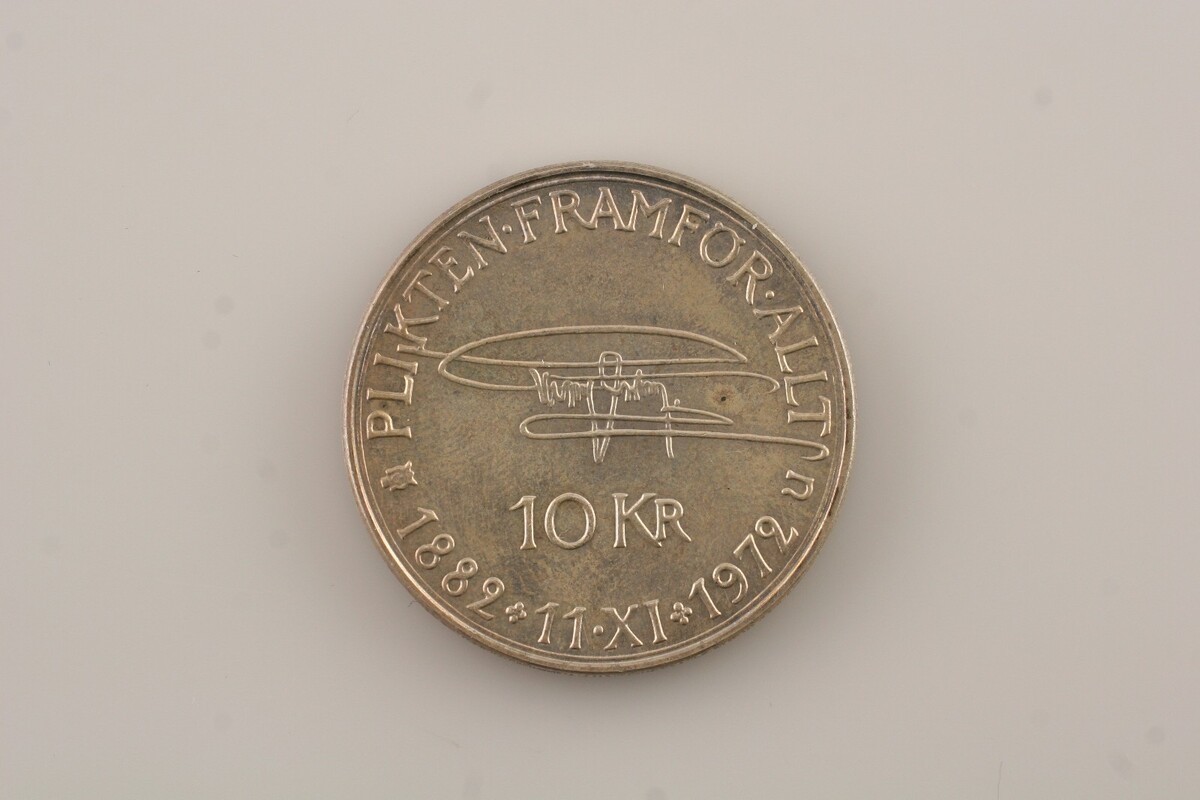 PLIKTEN·FRAMFÖR·ALLT
10 KR
U
1882 11·XI 1972